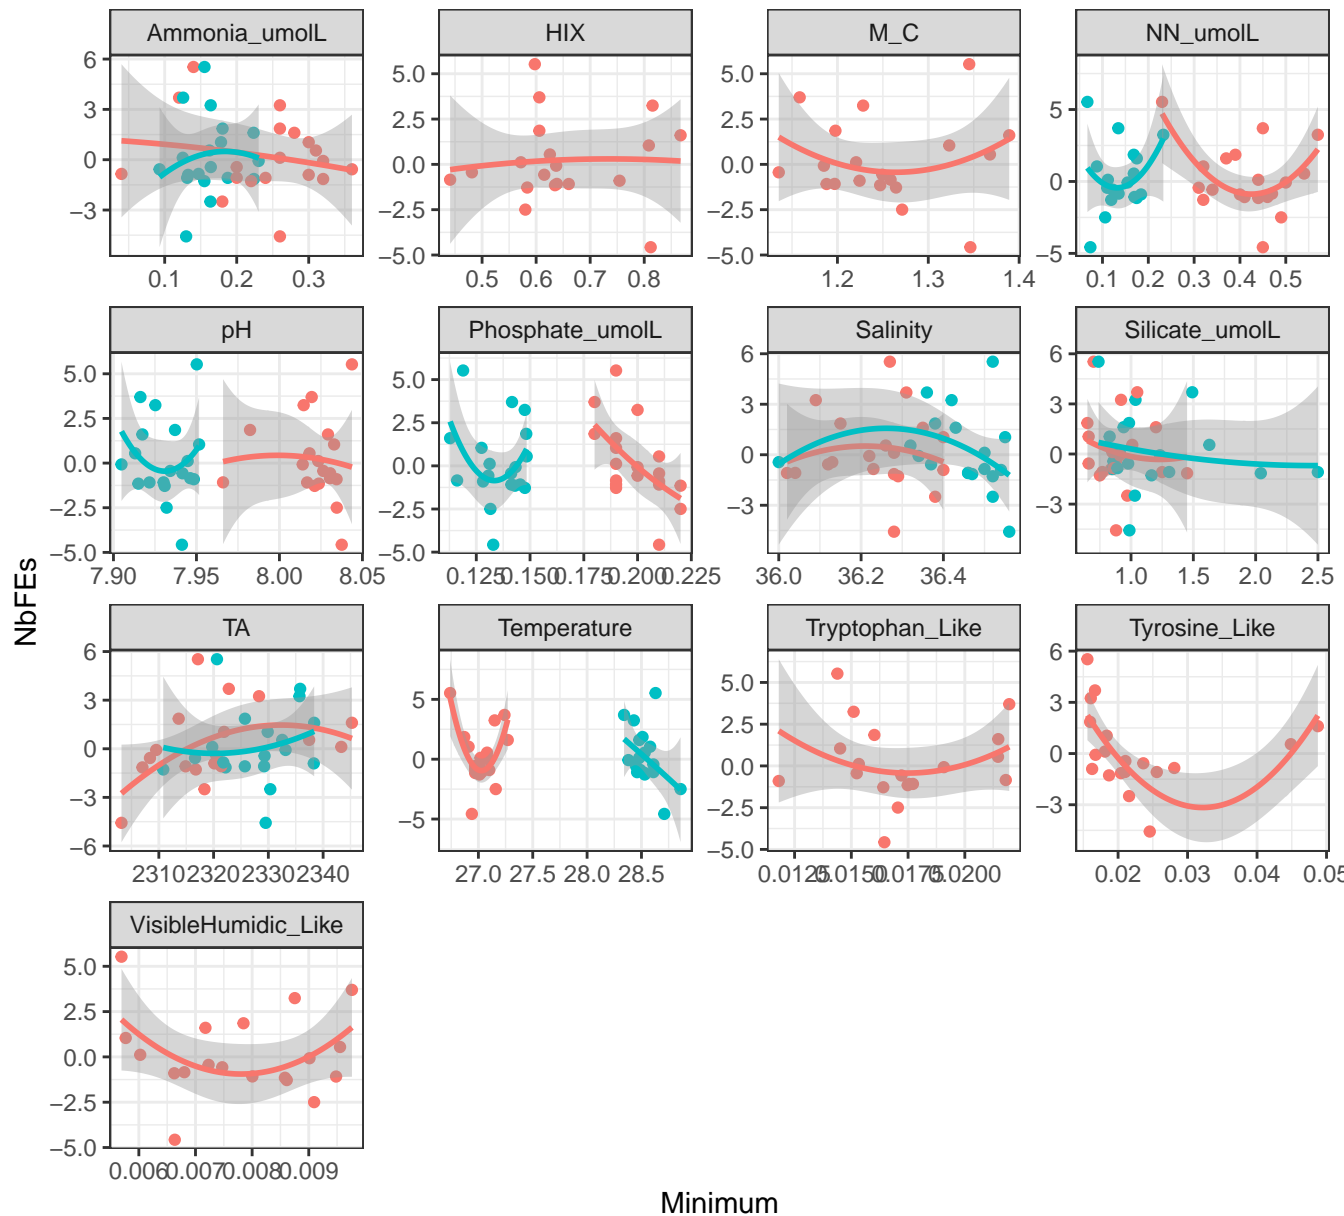 Ammonia_umolL HIX M_C NN_umolL
6 3 0 −3
5.0 2.5 0.0 −2.5 −5.0
5.0 2.5 0.0 −2.5 −5.0
5 0 −5
0.1 0.2 0.3
0.5 0.6 0.7 0.8
1.2 1.3 1.4
0.1 0.2 0.3 0.4 0.5
pH Phosphate_umolL Salinity Silicate_umolL
5.0 2.5 0.0 −2.5 −5.0
5.0 2.5 0.0 −2.5 −5.0
6 3 0 −3
6 3 0 −3
7.90 7.95 8.00 8.05
0.125 0.150 0.175 0.200 0.225
36.0 36.2 36.4
1.0 1.5 2.0 2.5
NbFEs
TA Temperature Tryptophan_Like Tyrosine_Like
6 3 0 −3 −6
5 0 −5
5.0 2.5 0.0 −2.5 −5.0
6 3 0 −3
2310 2320 2330 2340
27.0 27.5 28.0 28.5
0.0125 0.0150 0.0175 0.0200
0.02 0.03 0.04 0.05
VisibleHumidic_Like
5.0 2.5 0.0 −2.5 −5.0
0.006 0.007 0.008 0.009
Minimum